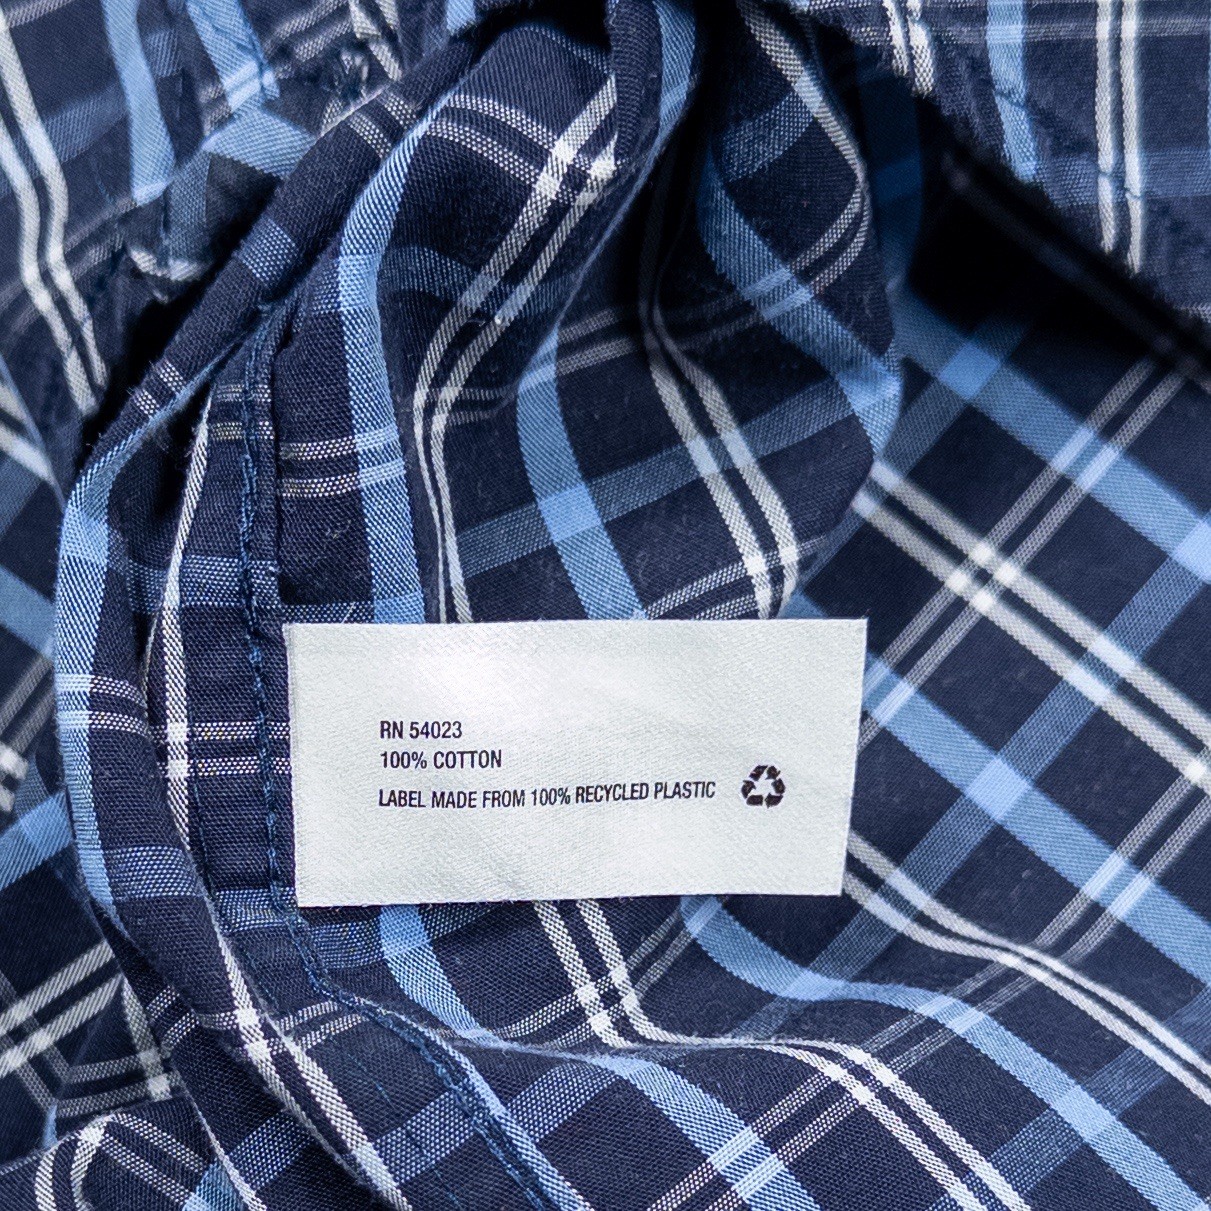 RN 54023
100% COTTON
LABEL MADE FROM 100% RECYCLED PLASTIC